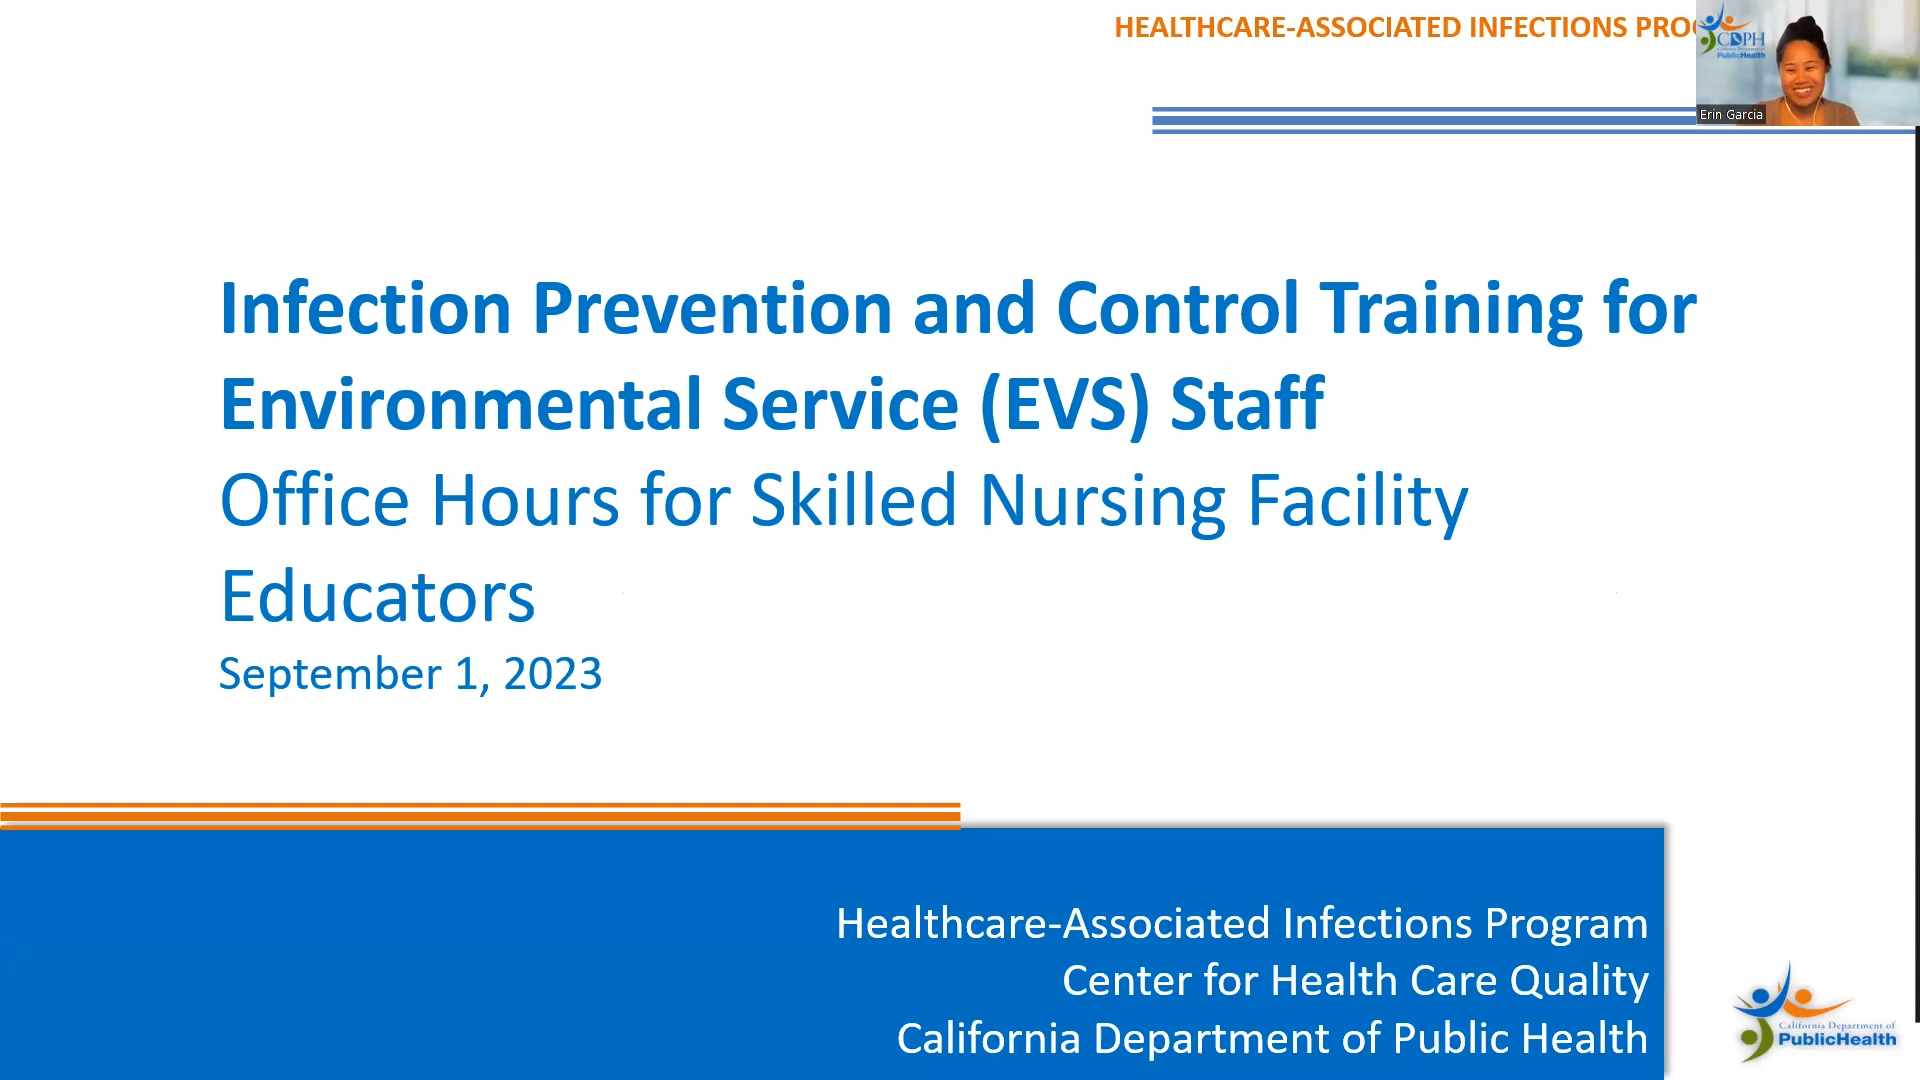 HEALTHCARE-ASSOCIATED INFECTIONS PRO
CDPH
PublicHealth
Erin Garcia
Infection Prevention and Control Training for
Environmental Service (EVS) Staff
Office Hours for Skilled Nursing Facility
Educators
September 1, 2023
Healthcare-Associated Infections Program
Center for Health Care Quality
California Department of Public Health
California Department of
PublicHealth